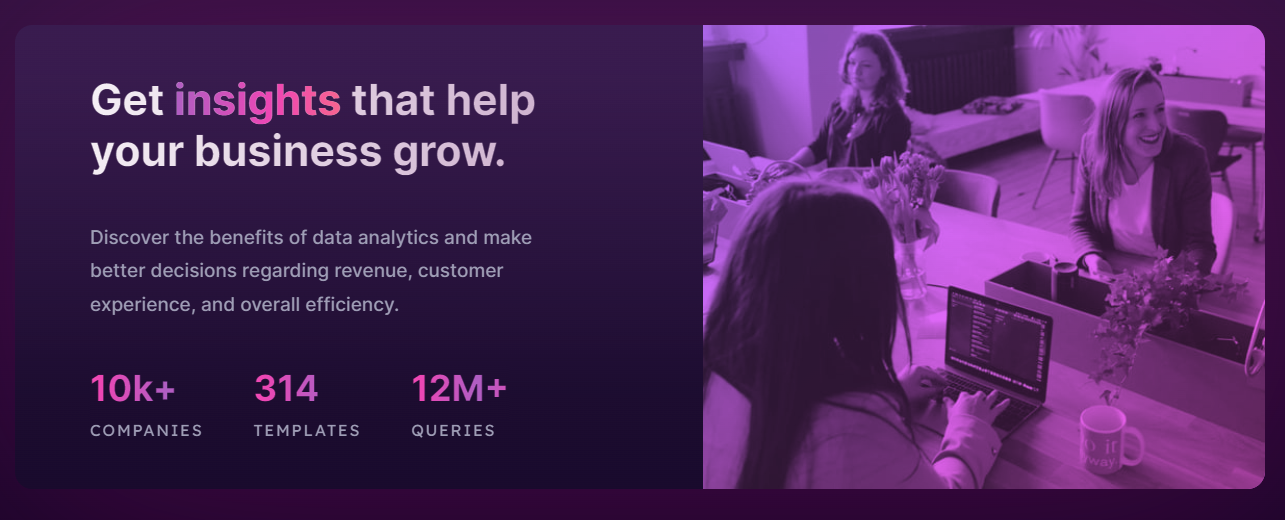 Get insights that help
your business grow.
Discover the benefits of data analytics and make
better decisions regarding revenue, customer
experience, and overall efficiency.
10k+ 314 12M+
COMPANIES TEMPLATES QUERIES